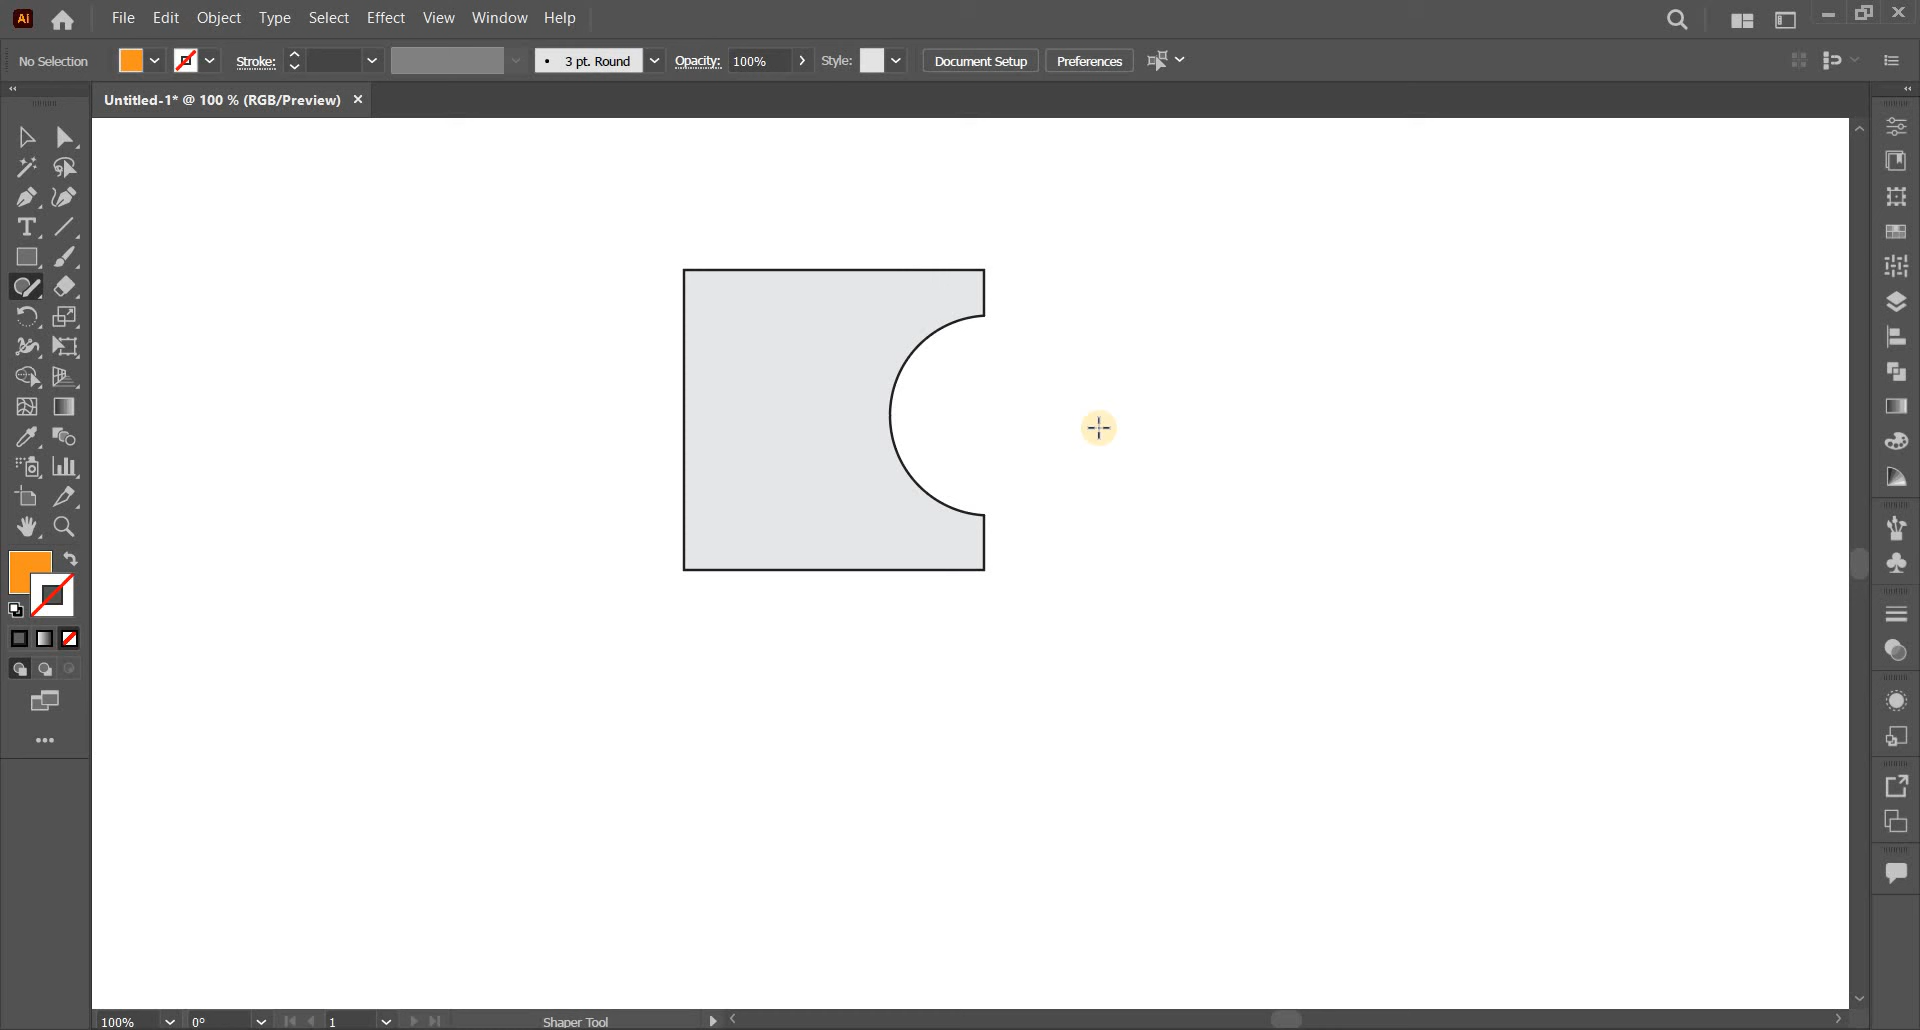 Ai File Edit Object Type Select Effect View Window Help
No Selection Stroke: 3 pt. Round Opacity: 100% Style: Document Setup Preferences
Untitled-1* @ 100 % (RGB/Preview)
100% 0° 1 Shaper Tool